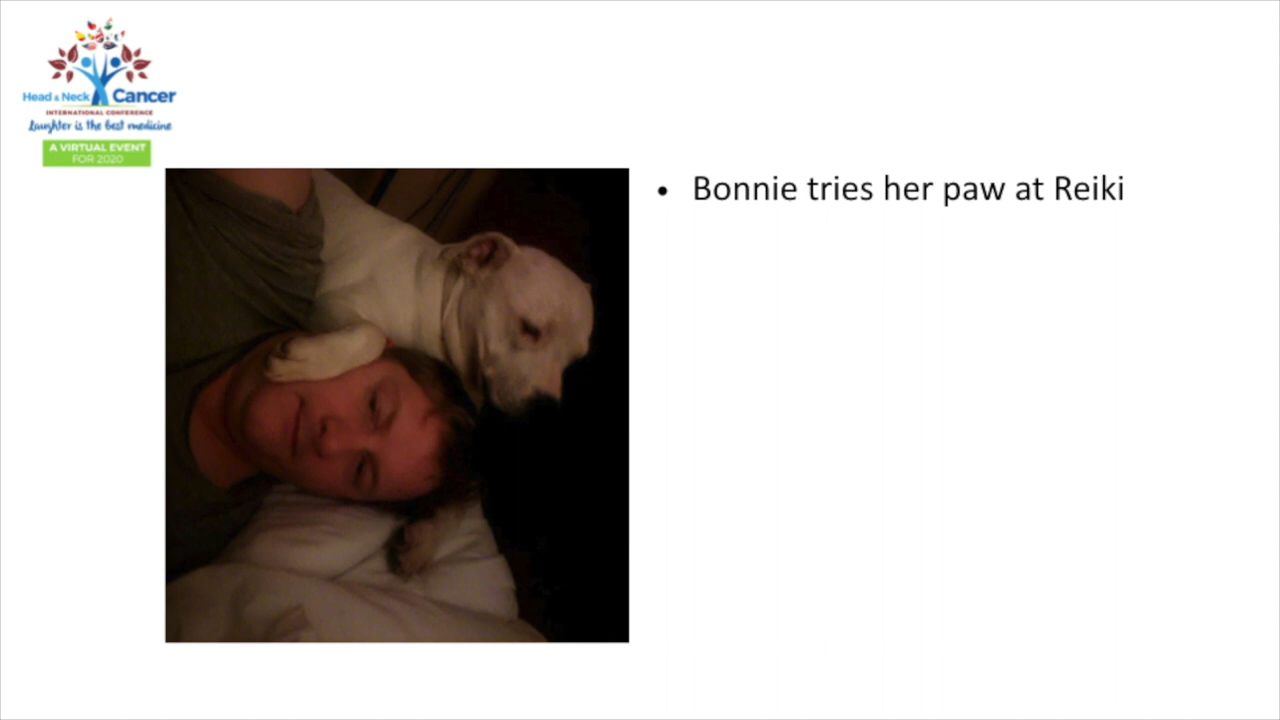 Head & Neck Cancer
INTERNATIONAL CONFERENCE
Laughter is the best medicine
A VIRTUAL EVENT
FOR 2020
• Bonnie tries her paw at Reiki